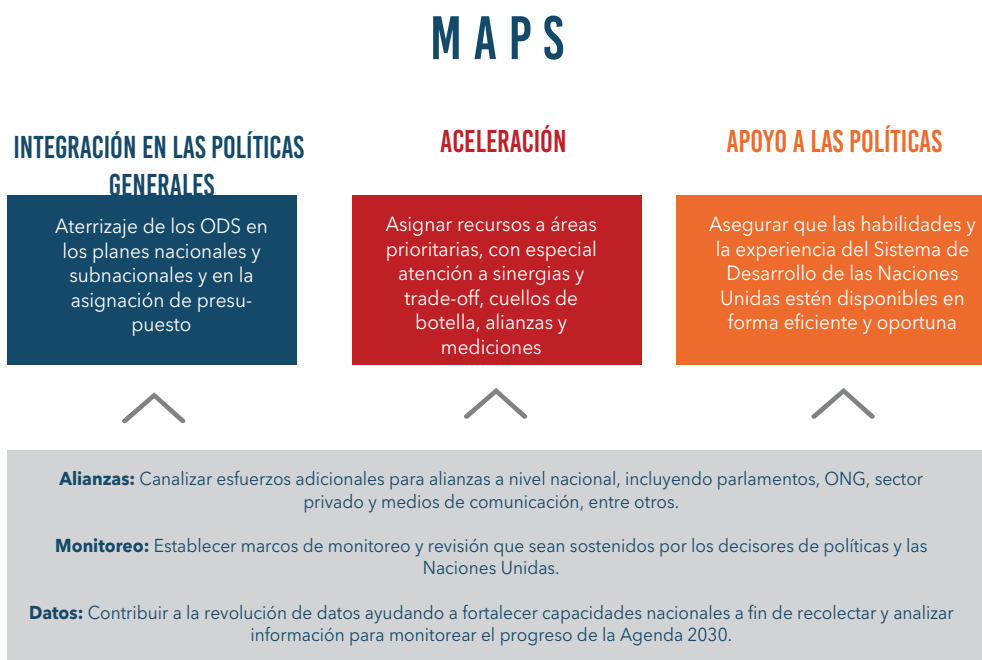 MAPS
INTEGRACIÓN EN LAS POLÍTICAS
GENERALES
Aterrizaje de los ODS en
los planes nacionales y
subnacionales y en la
asignación de presu-
puesto
ACELERACIÓN
Asignar recursos a áreas
prioritarias, con especial
atención a sinergias y
trade-off, cuellos de
botella, alianzas y
mediciones
APOYO A LAS POLÍTICAS
Asegurar que las habilidades y
la experiencia del Sistema de
Desarrollo de las Naciones
Unidas estén disponibles en
forma eficiente y oportuna
Alianzas: Canalizar esfuerzos adicionales para alianzas a nivel nacional, incluyendo parlamentos, ONG, sector
privado y medios de comunicación, entre otros.
Monitoreo: Establecer marcos de monitoreo y revisión que sean sostenidos por los decisores de políticas y las
Naciones Unidas.
Datos: Contribuir a la revolución de datos ayudando a fortalecer capacidades nacionales a fin de recolectar y analizar
información para monitorear el progreso de la Agenda 2030.